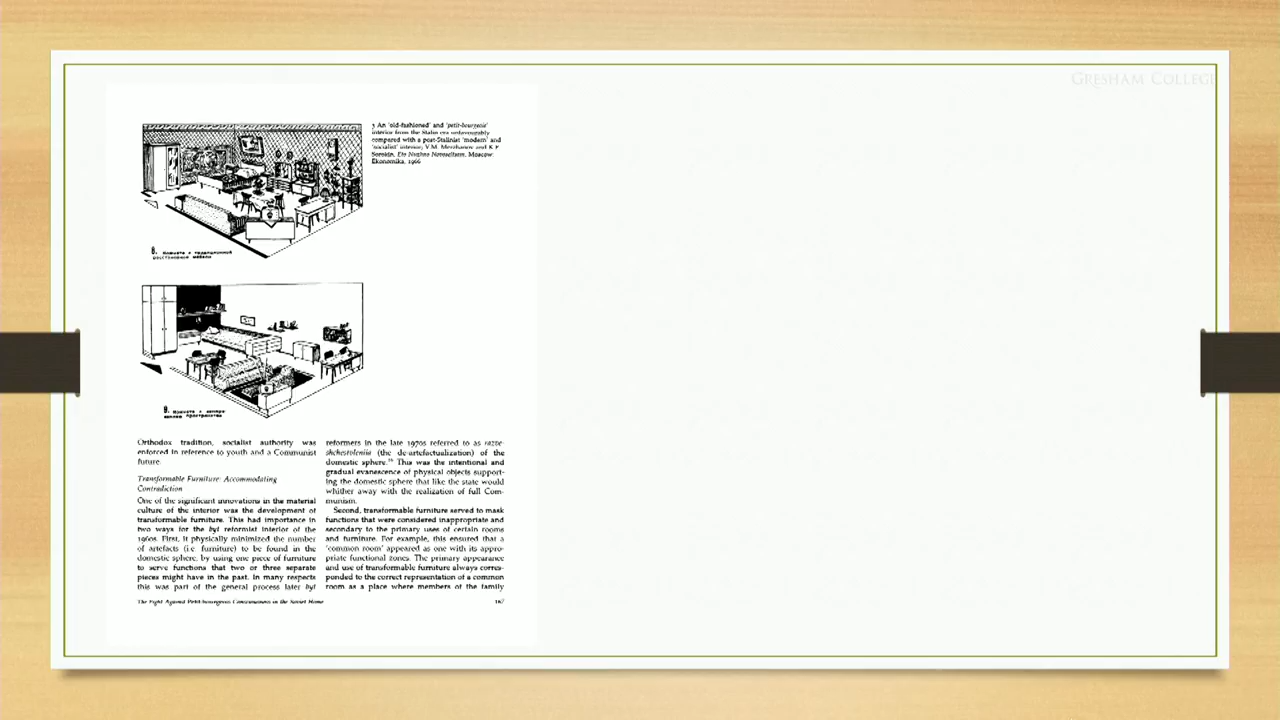 GRESHAM COLLEGE
3 An 'old-fashioned' and 'petit-bourgeois'
interior from the Stalin era unfavourably
compared with a post-Stalinist 'modern' and
'socialist' interior; V.M. Merzhanov and K.F.
Sorokin, Eto Nuzhno Novoselam, Moscow:
Ekonomika, 1966
8. Комната с традиционной
расстановкой мебели
9. Комната с
пространства
Orthodox tradition, socialist authority was
enforced in reference to youth and a Communist
future.
Transformable Furniture: Accommodating
Contradiction
One of the significant innovations in the material
culture of the interior was the development of
transformable furniture. This had importance in
two ways for the byt reformist interior of the
1960s. First, it physically minimized the number
of artefacts (i.e. furniture) to be found in the
domestic sphere, by using one piece of furniture
to serve functions that two or three separate
pieces might have in the past. In many respects
this was part of the general process later byt
reformers in the late 1970s referred to as razve-
shchestvleniia (the de-artefactualization) of the
domestic sphere. This was the intentional and
gradual evanescence of physical objects support-
ing the domestic sphere that like the state would
whither away with the realization of full Com-
munism.
Second, transformable furniture served to mask
functions that were considered inappropriate and
secondary to the primary uses of certain rooms
and furniture. For example, this ensured that a
'common room' appeared as one with its appro-
priate functional zones. The primary appearance
and use of transformable furniture always corres-
ponded to the correct representation of a common
room as a place where members of the family
The Fight Against Petit-bourgeois Consciousness in the Soviet Home
167